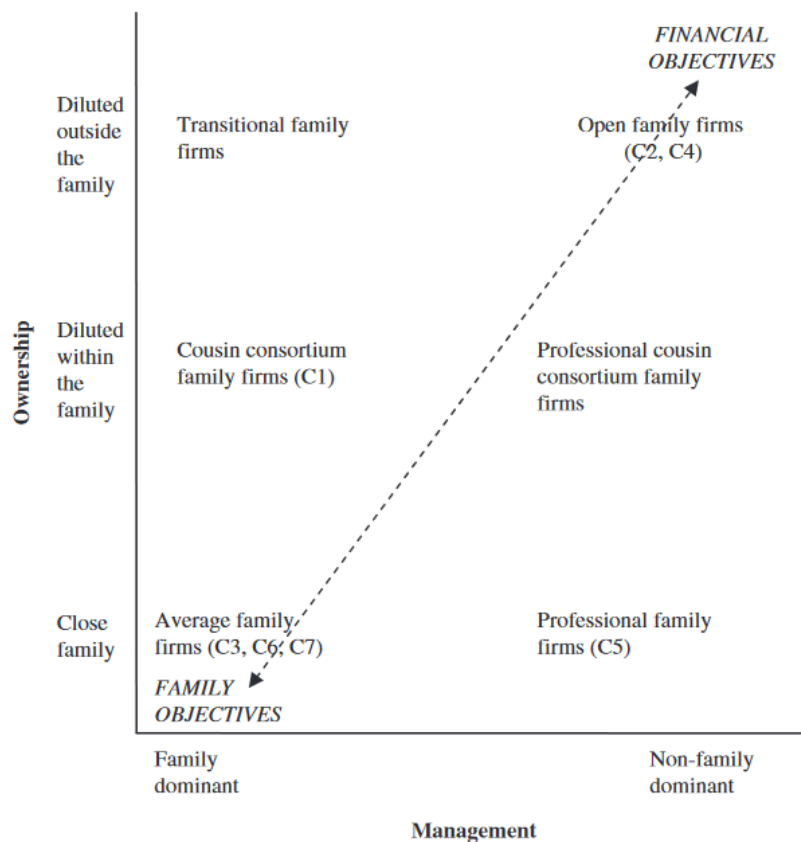 FINANCIAL
OBJECTIVES
Diluted
outside
the
family
Transitional family
firms
Open family firms
(C2, C4)
Ownership
Diluted
within
the
family
Cousin consortium
family firms (C1)
Professional cousin
consortium family
firms
Close
family
Average family
firms (C3, C6, C7)
Professional family
firms (C5)
FAMILY
OBJECTIVES
Family
dominant
Non-family
dominant
Management